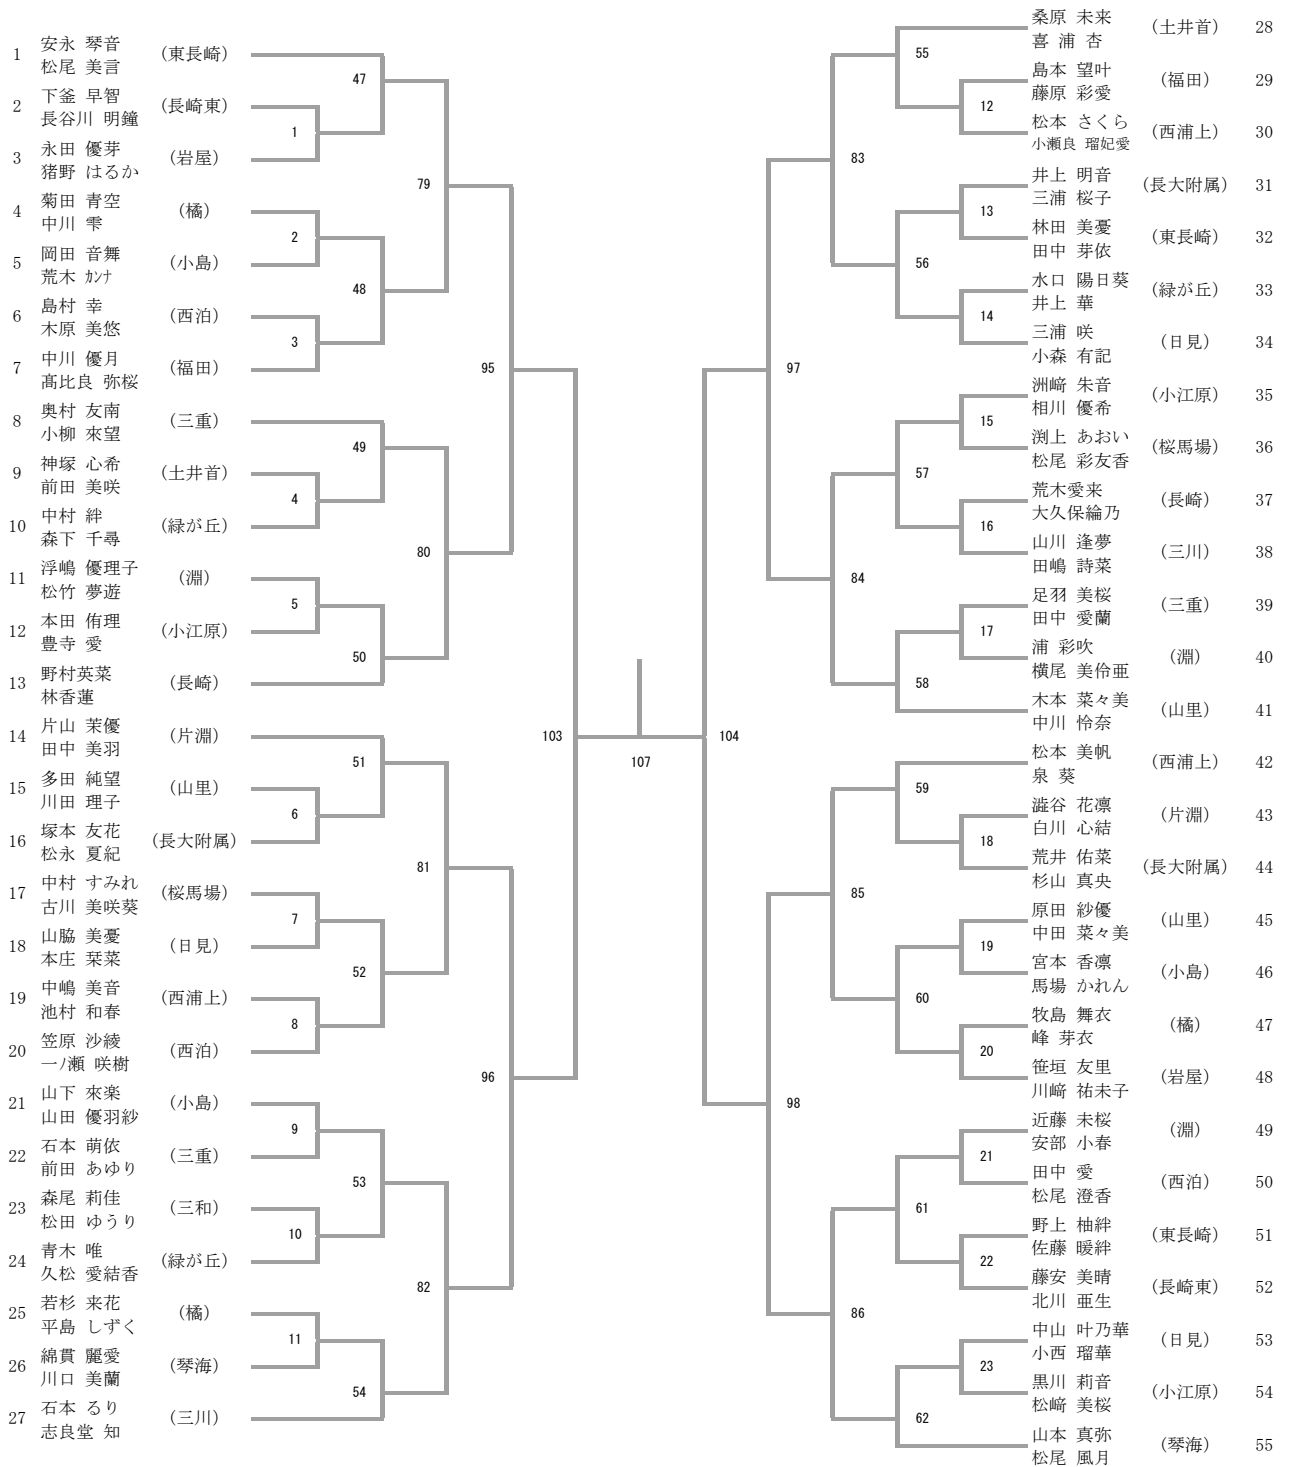 1 安永 琴音 (東長崎)
松尾 美言
2 下釜 早智 (長崎東)
長谷川 明鐘
3 永田 優芽 (岩屋)
猪野 はるか
4 菊田 青空 (橘)
中川 雫
5 岡田 音舞 (小島)
荒木 ｶﾝﾅ
6 島村 幸 (西泊)
木原 美悠
7 中川 優月 (福田)
髙比良 弥桜
8 奥村 友南 (三重)
小柳 來望
9 神塚 心希 (土井首)
前田 美咲
10 中村 絆 (緑が丘)
森下 千尋
11 浮嶋 優理子 (淵)
松竹 夢遊
12 本田 侑理 (小江原)
豊寺 愛
13 野村英菜 (長崎)
林香蓮
14 片山 茉優 (片淵)
田中 美羽
15 多田 純望 (山里)
川田 理子
16 塚本 友花 (長大附属)
松永 夏紀
17 中村 すみれ (桜馬場)
古川 美咲葵
18 山脇 美憂 (日見)
本庄 栞菜
19 中嶋 美音 (西浦上)
池村 和春
20 笠原 沙綾 (西泊)
一ﾉ瀬 咲樹
21 山下 來楽 (小島)
山田 優羽紗
22 石本 萌依 (三重)
前田 あゆり
23 森尾 莉佳 (三和)
松田 ゆうり
24 青木 唯 (緑が丘)
久松 愛結香
25 若杉 来花 (橘)
平島 しずく
26 綿貫 麗愛 (琴海)
川口 美蘭
27 石本 るり (三川)
志良堂 知
47
1
79
2
48
3
95
49
4
80
5
50
103
51
6
81
7
52
8
96
9
53
10
82
11
54
107
104
55
12
83
13
56
14
97
15
57
16
84
17
58
59
18
85
19
60
20
98
21
61
22
86
23
62
桑原 未来 (土井首) 28
喜 浦 杏
島本 望叶 (福田) 29
藤原 彩愛
松本 さくら (西浦上) 30
小瀬良 瑠妃愛
井上 明音 (長大附属) 31
三浦 桜子
林田 美憂 (東長崎) 32
田中 芽依
水口 陽日葵 (緑が丘) 33
井上 華
三浦 咲 (日見) 34
小森 有記
洲﨑 朱音 (小江原) 35
相川 優希
渕上 あおい (桜馬場) 36
松尾 彩友香
荒木愛来 (長崎) 37
大久保綸乃
山川 逢夢 (三川) 38
田嶋 詩菜
足羽 美桜 (三重) 39
田中 愛蘭
浦 彩吹 (淵) 40
横尾 美伶亜
木本 菜々美 (山里) 41
中川 怜奈
松本 美帆 (西浦上) 42
泉 葵
澁谷 花凛 (片淵) 43
白川 心結
荒井 佑菜 (長大附属) 44
杉山 真央
原田 紗優 (山里) 45
中田 菜々美
宮本 香凛 (小島) 46
馬場 かれん
牧島 舞衣 (橘) 47
峰 芽衣
笹垣 友里 (岩屋) 48
川﨑 祐未子
近藤 未桜 (淵) 49
安部 小春
田中 愛 (西泊) 50
松尾 澄香
野上 柚絆 (東長崎) 51
佐藤 暖絆
藤安 美晴 (長崎東) 52
北川 亜生
中山 叶乃華 (日見) 53
小西 瑠華
黒川 莉音 (小江原) 54
松﨑 美桜
山本 真弥 (琴海) 55
松尾 風月